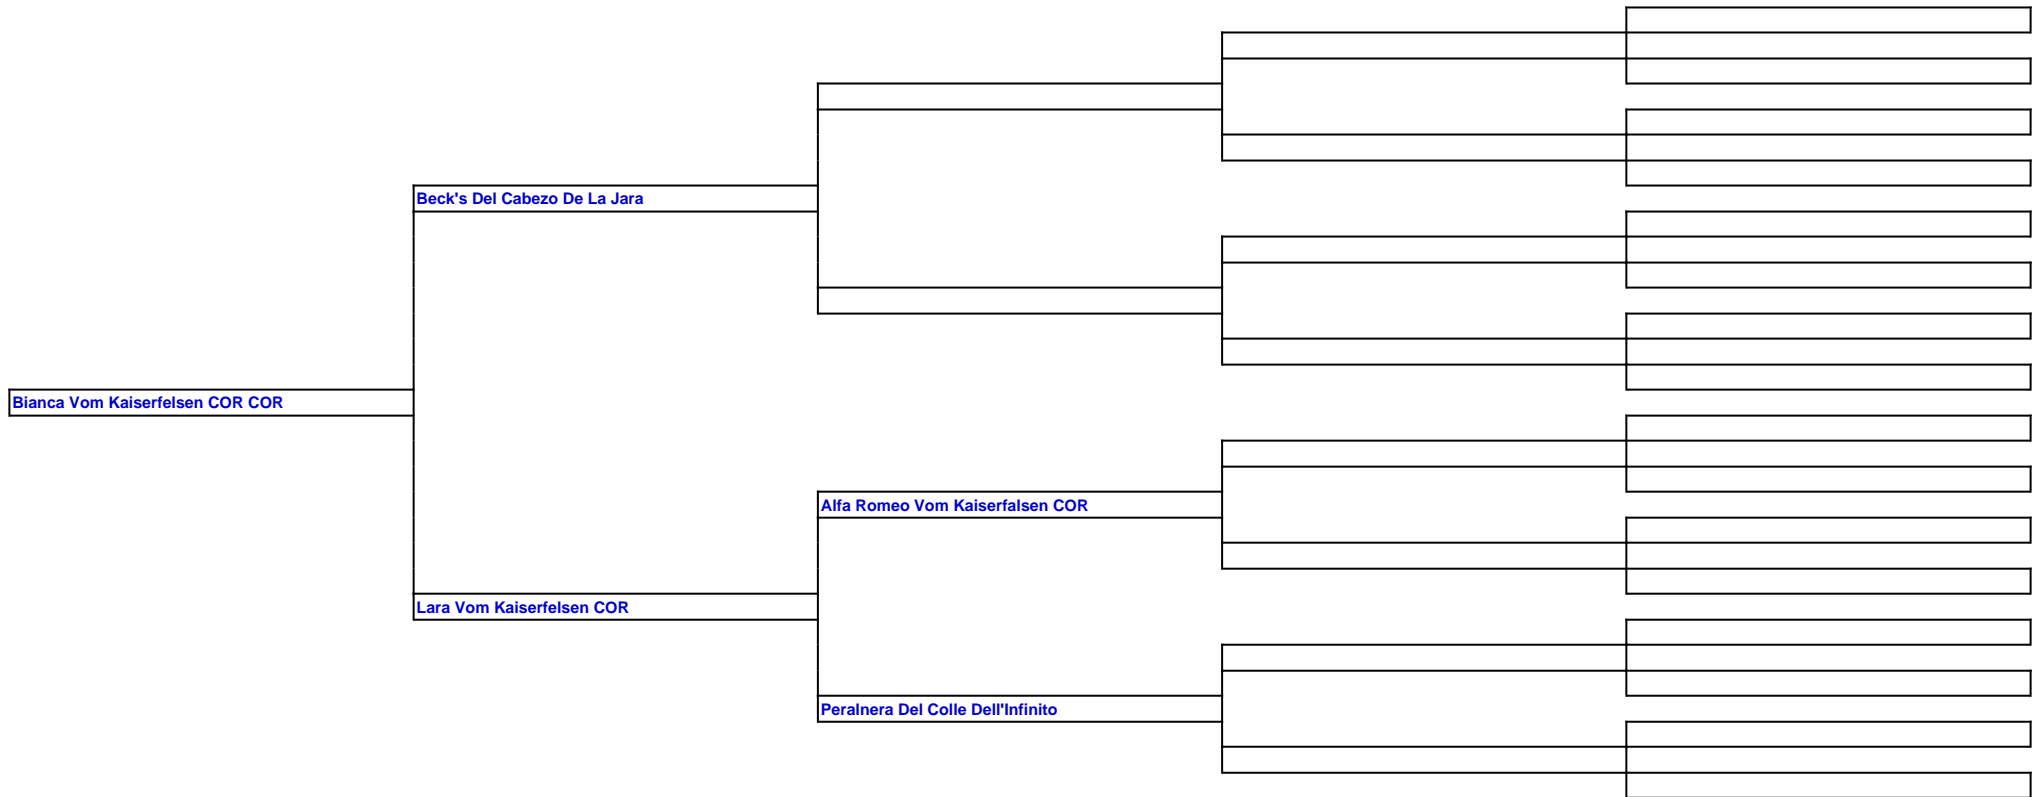 Beck's Del Cabezo De La Jara
Bianca Vom Kaiserfelsen COR COR
Alfa Romeo Vom Kaiserfalsen COR
Lara Vom Kaiserfelsen COR
Peralnera Del Colle Dell'Infinito